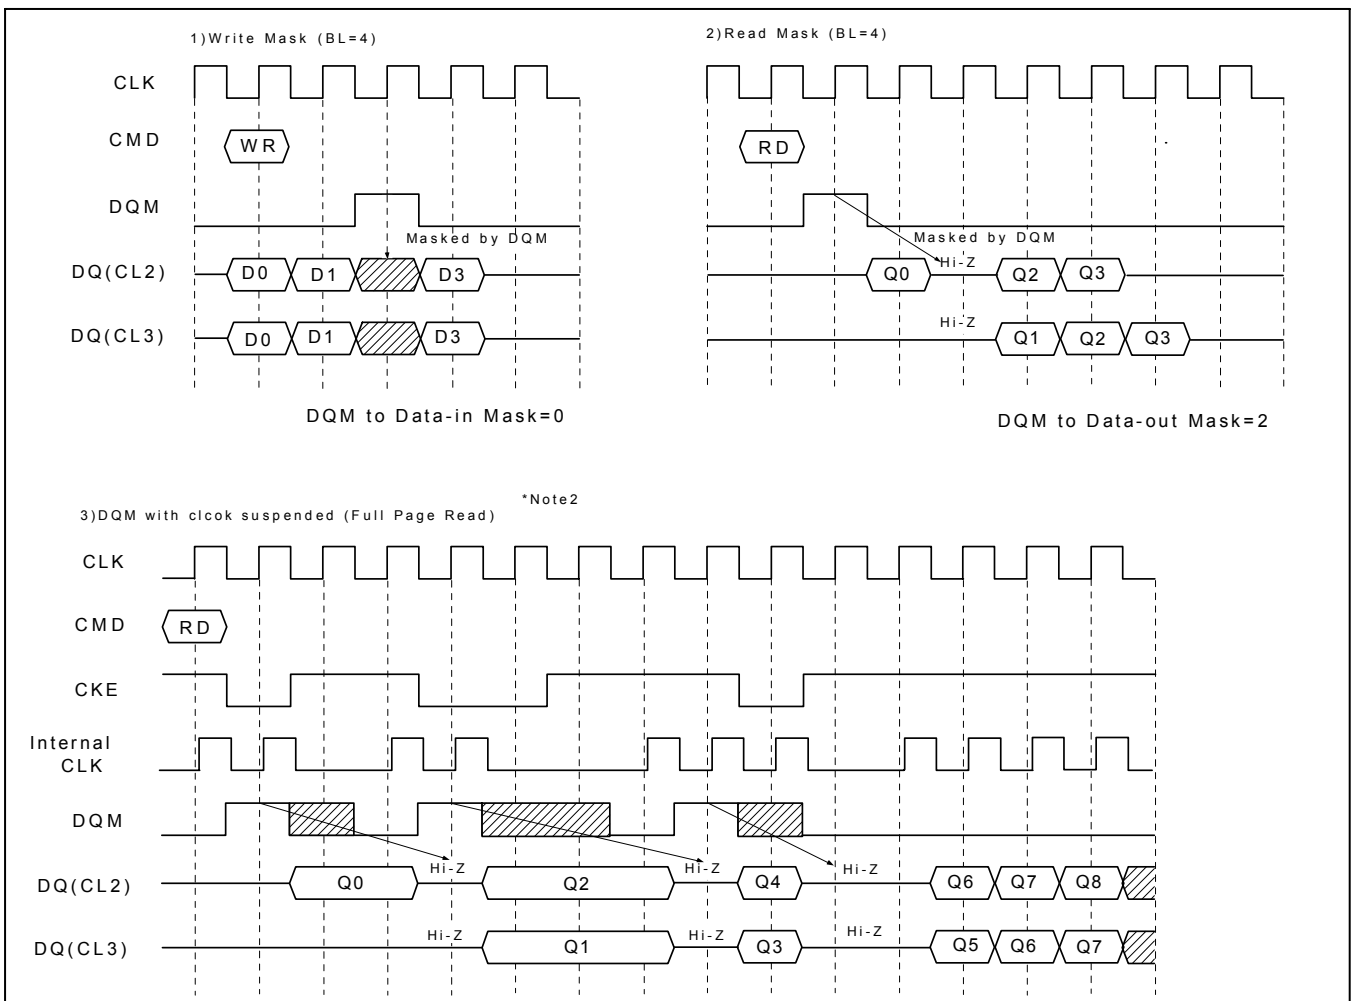 1)Write Mask (BL=4)
2)Read Mask (BL=4)
CLK
CMD
WR
RD
DQM
Masked by DQM
Masked by DQM
DQ(CL2)
D0
D1
D3
Q0
Hi-Z
Q2
Q3
DQ(CL3)
D0
D1
D3
Hi-Z
Q1
Q2
Q3
DQM to Data-in Mask=0
DQM to Data-out Mask=2
*Note2
3)DQM with clcok suspended (Full Page Read)
CLK
CMD
RD
CKE
Internal
CLK
DQM
DQ(CL2)
Q0
Hi-Z
Q2
Hi-Z
Q4
Hi-Z
Q6
Q7
Q8
DQ(CL3)
Hi-Z
Q1
Hi-Z
Q3
Hi-Z
Q5
Q6
Q7